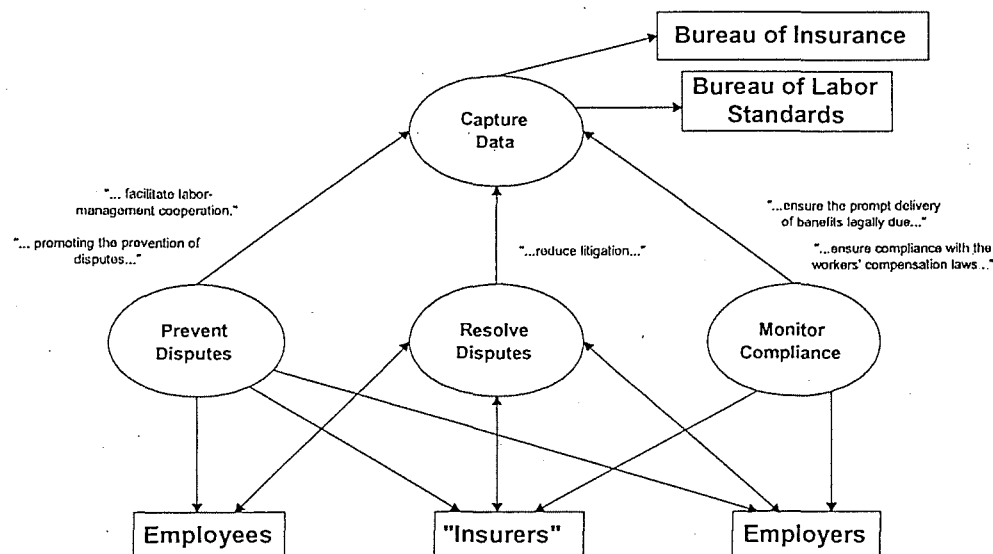 Bureau of Insurance
Bureau of Labor
Standards
Capture
Data
"... facilitate labor-
management cooperation."
"... promoting the prevention of
disputes..."
"...reduce litigation..."
"...ensure the prompt delivery
of benefits legally due..."
"...ensure compliance with the
workers' compensation laws..."
Prevent
Disputes
Resolve
Disputes
Monitor
Compliance
Employees
"Insurers"
Employers